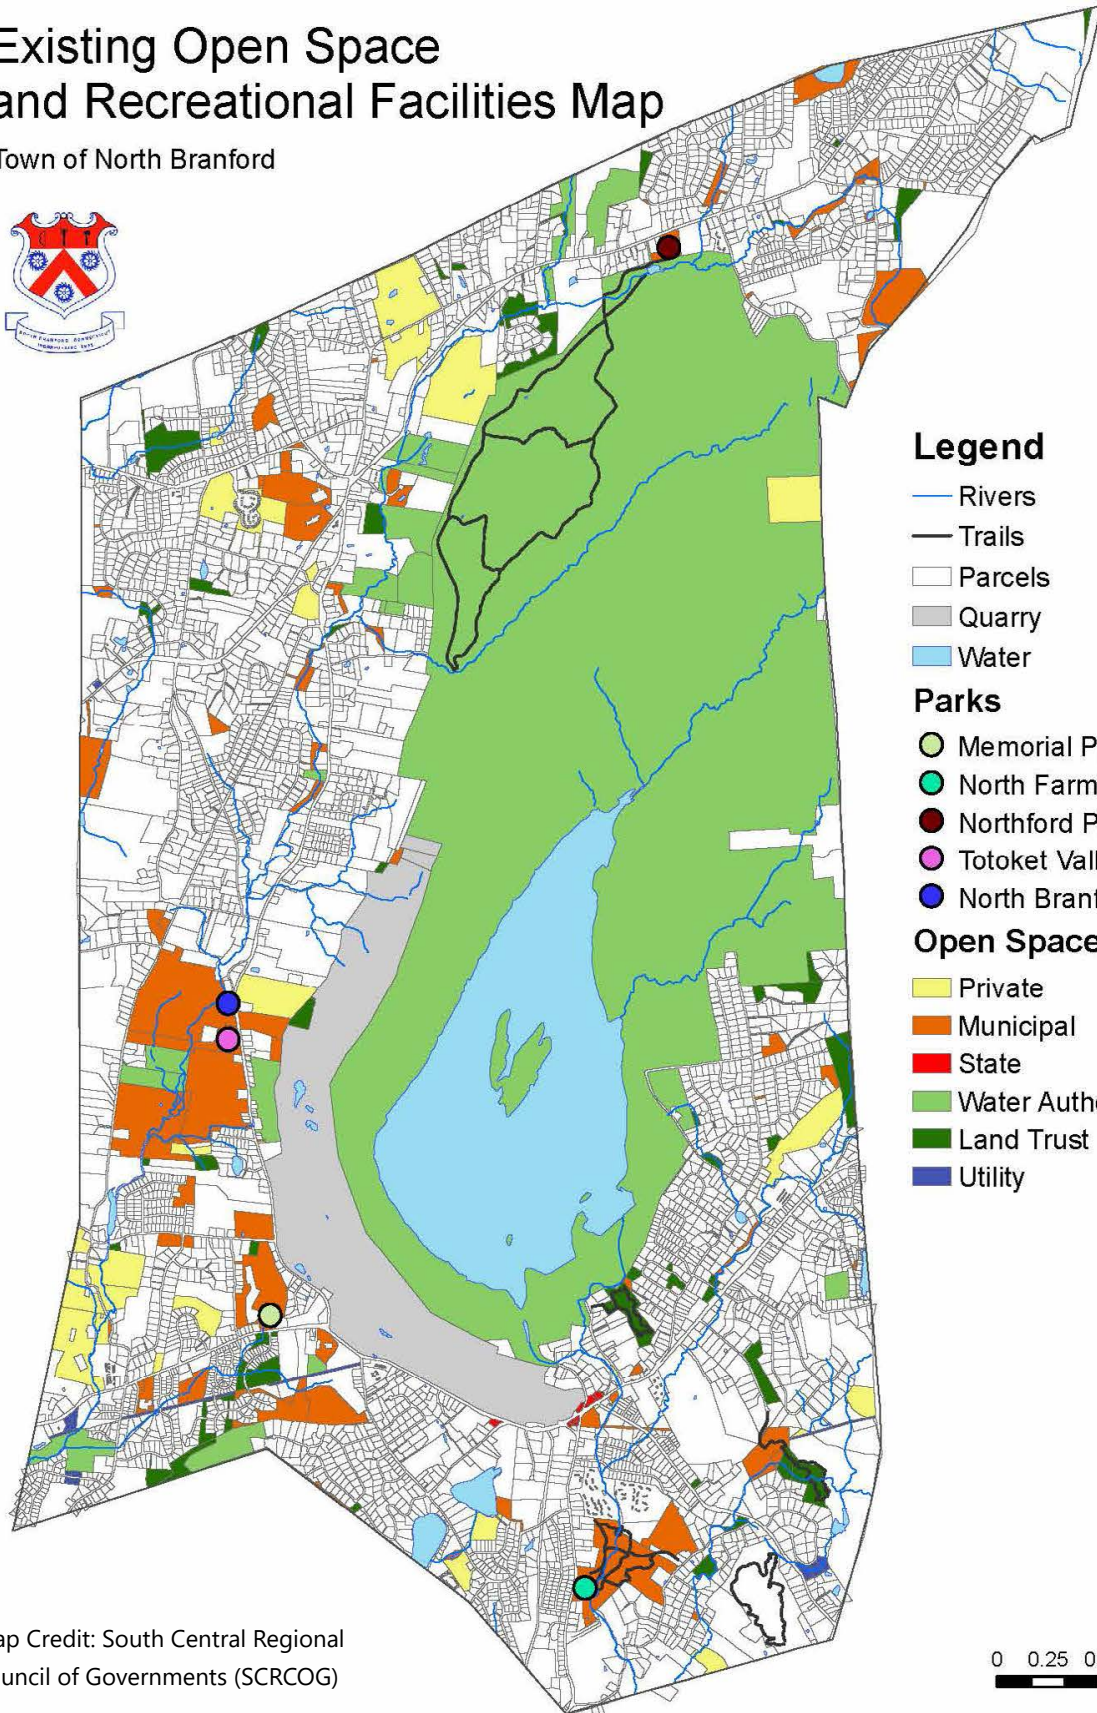 Existing Open Space
and Recreational Facilities Map
Town of North Branford
Legend
Rivers
Trails
Parcels
Quarry
Water
Parks
Memorial P
North Farm
Northford P
Totoket Vall
North Branf
Open Space
Private
Municipal
State
Water Autho
Land Trust
Utility
ap Credit: South Central Regional
uncil of Governments (SCRCOG)
0 0.25 0